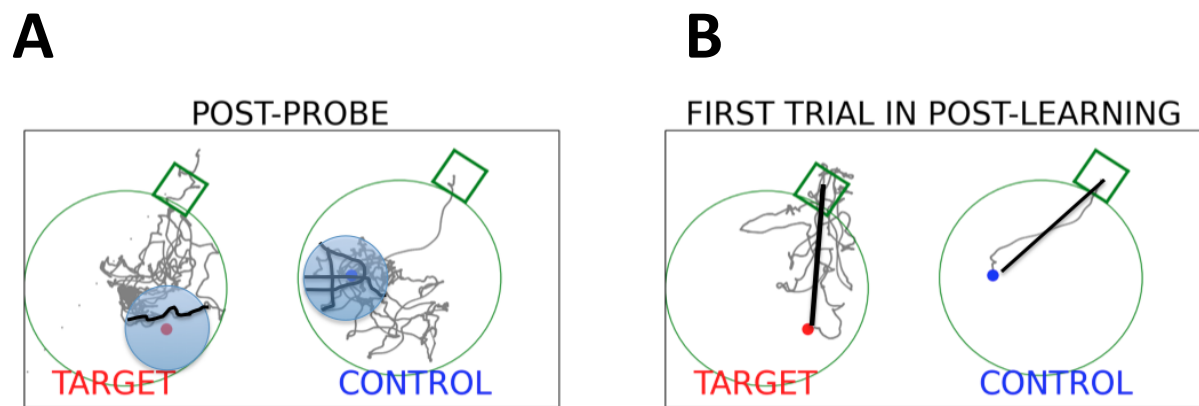 A
POST-PROBE
TARGET
CONTROL
B
FIRST TRIAL IN POST-LEARNING
TARGET
CONTROL